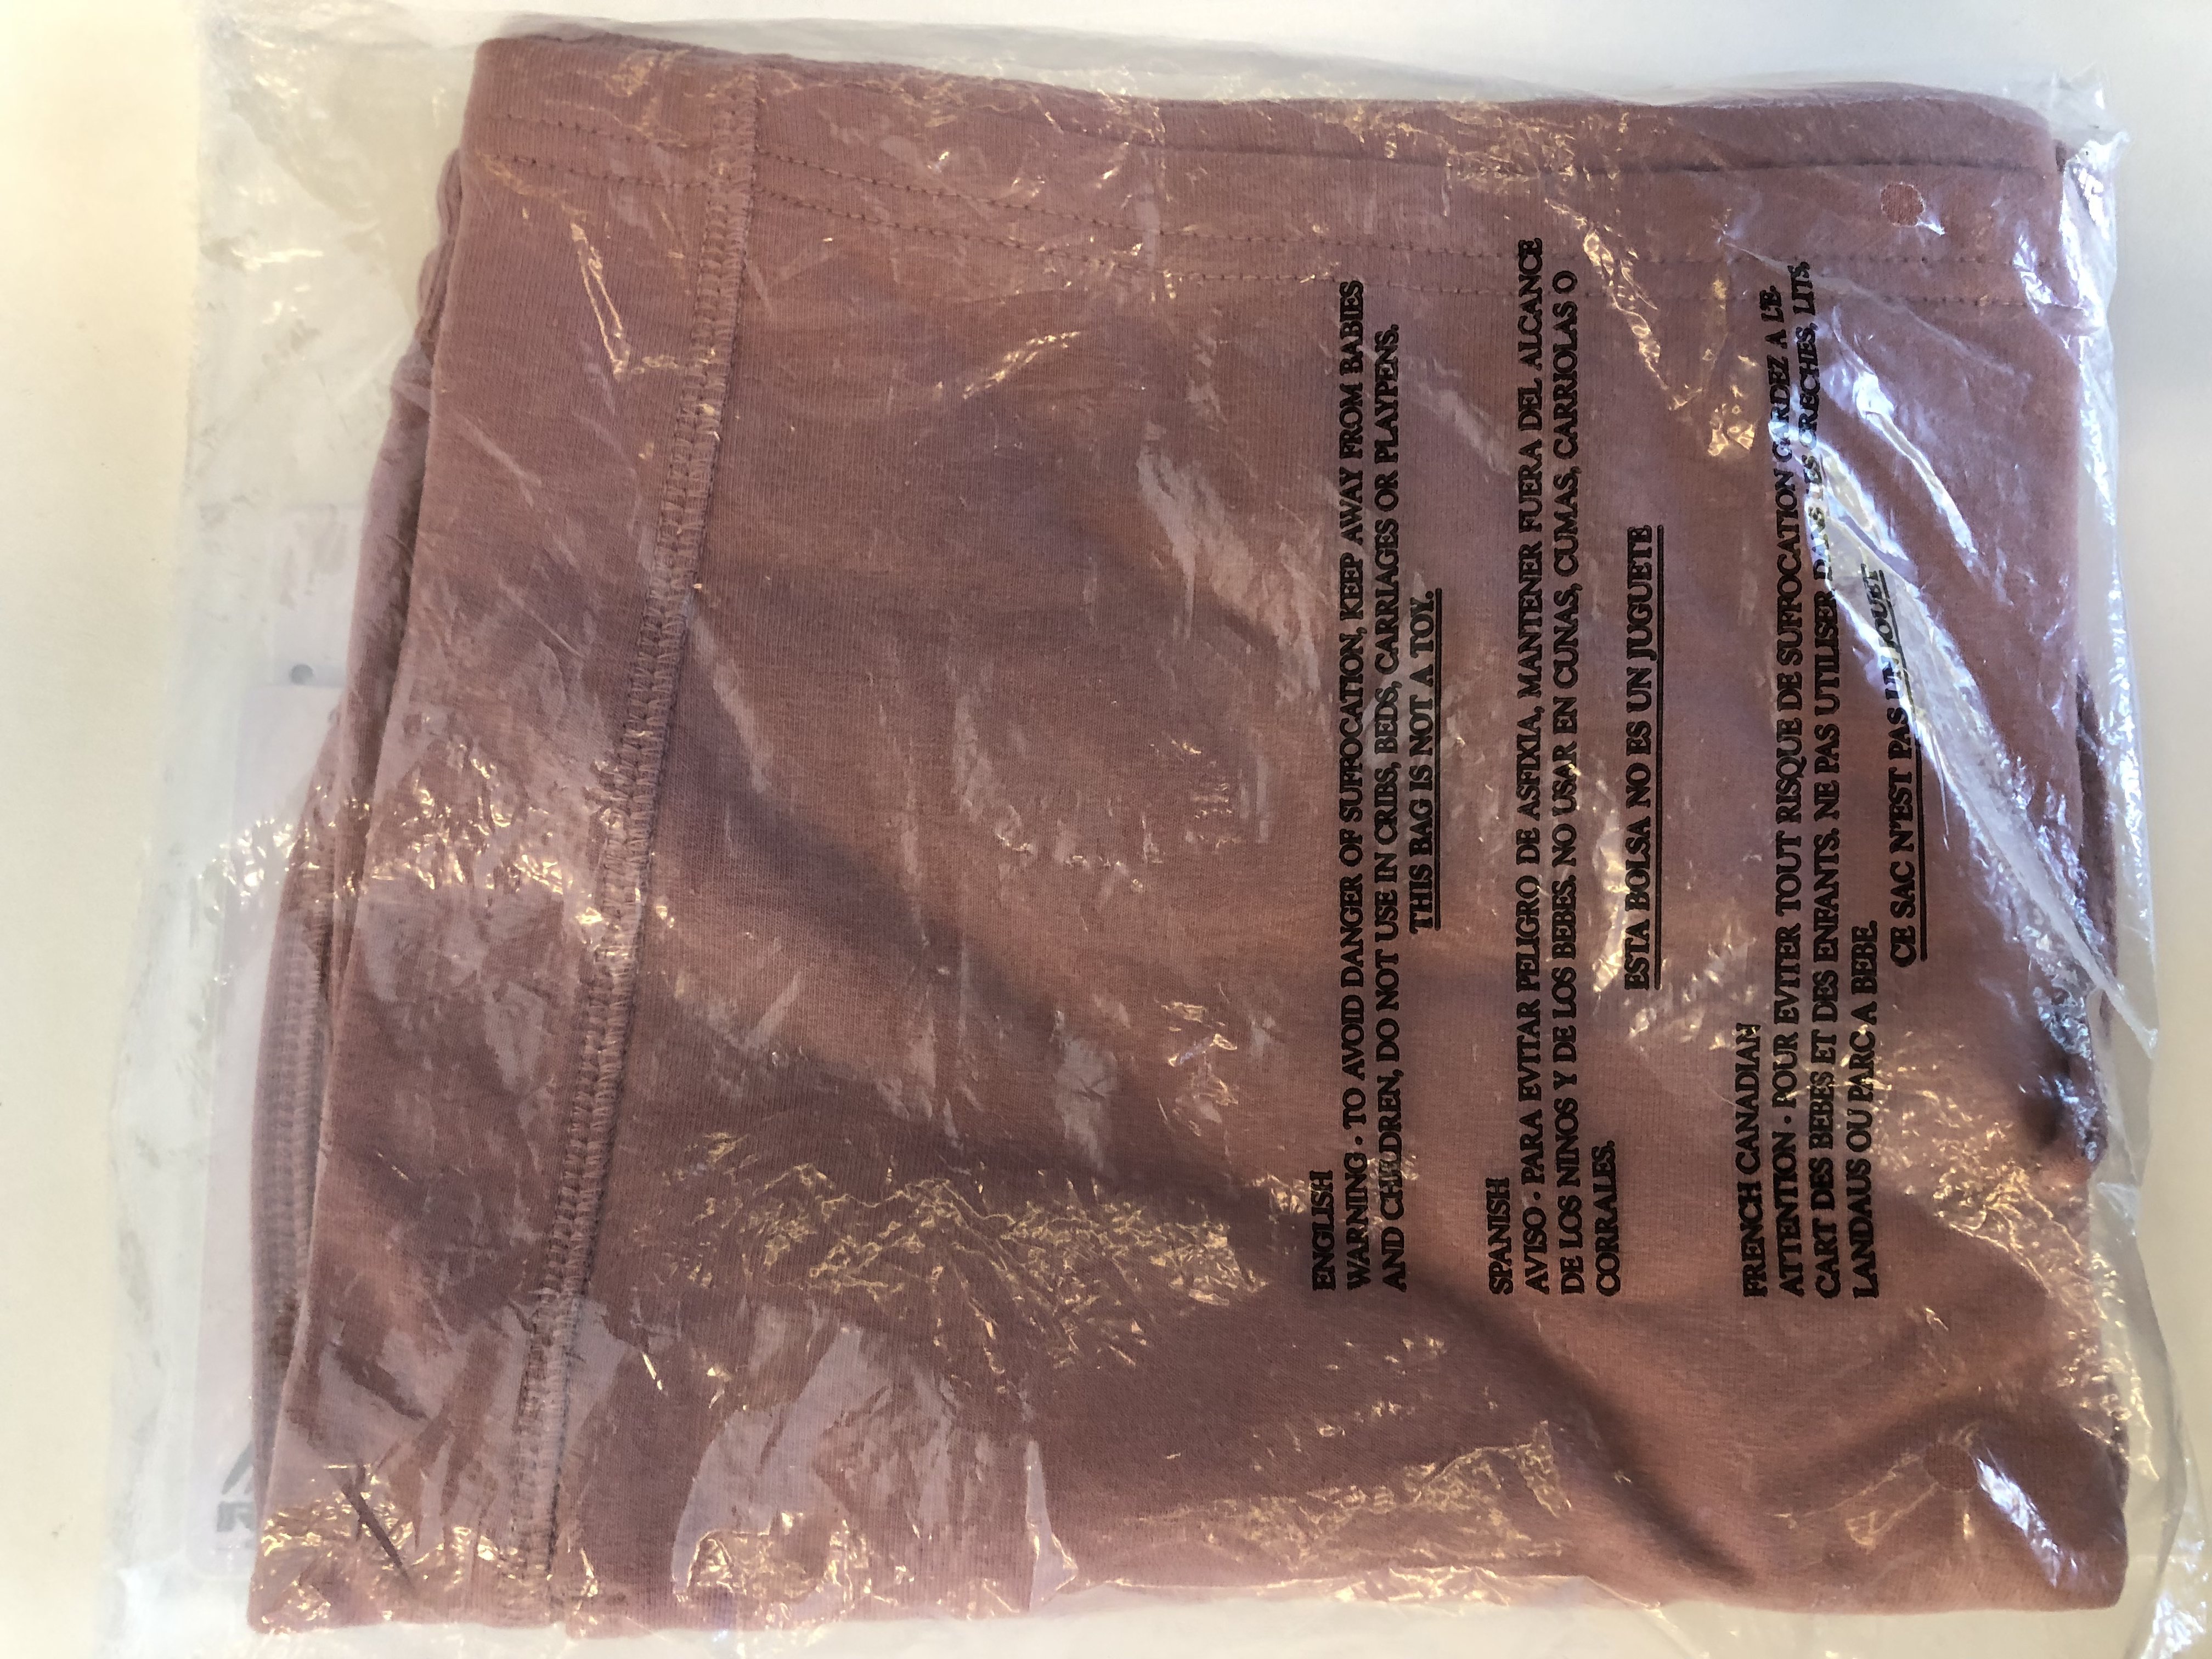 ENGLISH
WARNING - TO AVOID DANGER OF SUFFOCATION, KEEP AWAY FROM BABIES
AND CHILDREN, DO NOT USE IN CRIBS, BEDS, CARRIAGES OR PLAYPENS.
THIS BAG IS NOT A TOY.
SPANISH
AVISO - PARA EVITAR PELIGRO DE ASFIXIA, MANTENER FUERA DEL ALCANCE
DE LOS NINOS Y DE LOS BEBES. NO USAR EN CUNAS, CUMAS, CARRIOLAS O
CORRALES.
ESTA BOLSA NO ES UN JUGUETE
FRENCH CANADIAN
ATTENTION - POUR EVITER TOUT RISQUE DE SUFFOCATION GARDEZ A L'E-
CART DES BEBES ET DES ENFANTS. NE PAS UTILISER DANS LES CRECHES, LITS,
LANDAUS OU PARC A BEBE.
CE SAC N'EST PAS UN JOUET